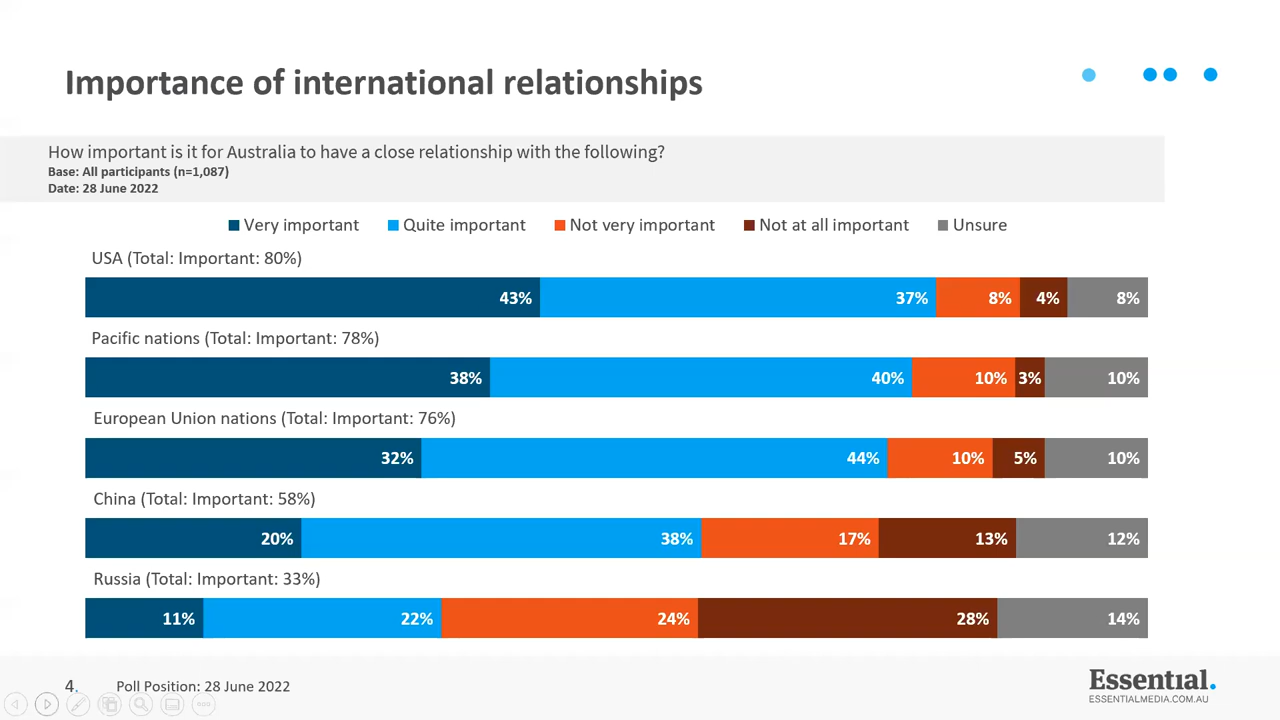 Importance of international relationships
How important is it for Australia to have a close relationship with the following?
Base: All participants (n=1,087)
Date: 28 June 2022
Very important Quite important Not very important Not at all important Unsure
USA (Total: Important: 80%)
43% 37% 8% 4% 8%
Pacific nations (Total: Important: 78%)
38% 40% 10% 3% 10%
European Union nations (Total: Important: 76%)
32% 44% 10% 5% 10%
China (Total: Important: 58%)
20% 38% 17% 13% 12%
Russia (Total: Important: 33%)
11% 22% 24% 28% 14%
4. Poll Position: 28 June 2022
Essential.
ESSENTIALMEDIA.COM.AU